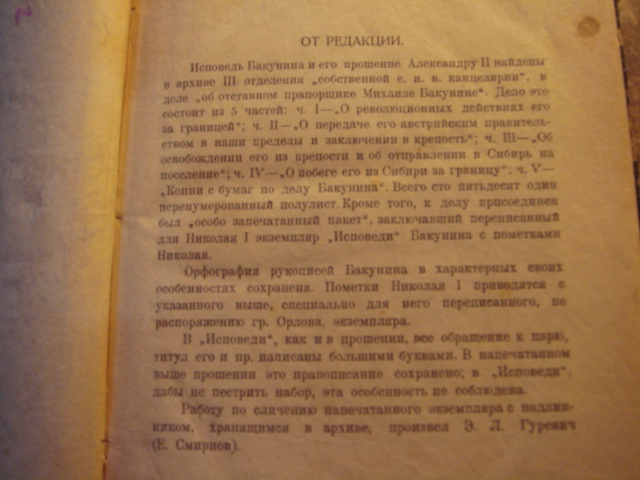 ОТ РЕДАКЦИИ.
Исповедь Бакунина и его прошение Александру II найдены
в архиве III отделения „собственной е. и. в. канцелярии“, в
деле „об отставном прапорщике Михаиле Бакунине“. Дело это
состоит из 5 частей: ч. I—„О революционных действиях его
за границей“; ч. II—„О передаче его австрийским правитель-
ством в наши пределы и заключении в крепость“; ч. III—„Об
освобождении его из крепости и об отправлении в Сибирь на
поселение“; ч. IV—„О побеге его из Сибири за границу“; ч. V—
„Копии с бумаг по делу Бакунина“. Всего сто пятьдесят один
перенумерованный полулист. Кроме того, к делу присоединен
был „особо запечатанный пакет“, заключавший переписанный
для Николая I экземпляр „Исповеди“ Бакунина с пометками
Николая.
Орфография рукописей Бакунина в характерных своих
особенностях сохранена. Пометки Николая I приводятся с
указанного выше, специально для него переписанного, по
распоряжению гр. Орлова, экземпляра.
В „Исповеди“, как и в прошении, все обращение к царю,
титул его и пр. написаны большими буквами. В напечатанном
выше прошении это правописание сохранено; в „Исповеди“,
дабы не пестрить набор, эта особенность не соблюдена.
Работу по сличению напечатанного экземпляра с подлин-
ником, хранящимся в архиве, произвел Э. Л. Гуревич
(Е. Смирнов).